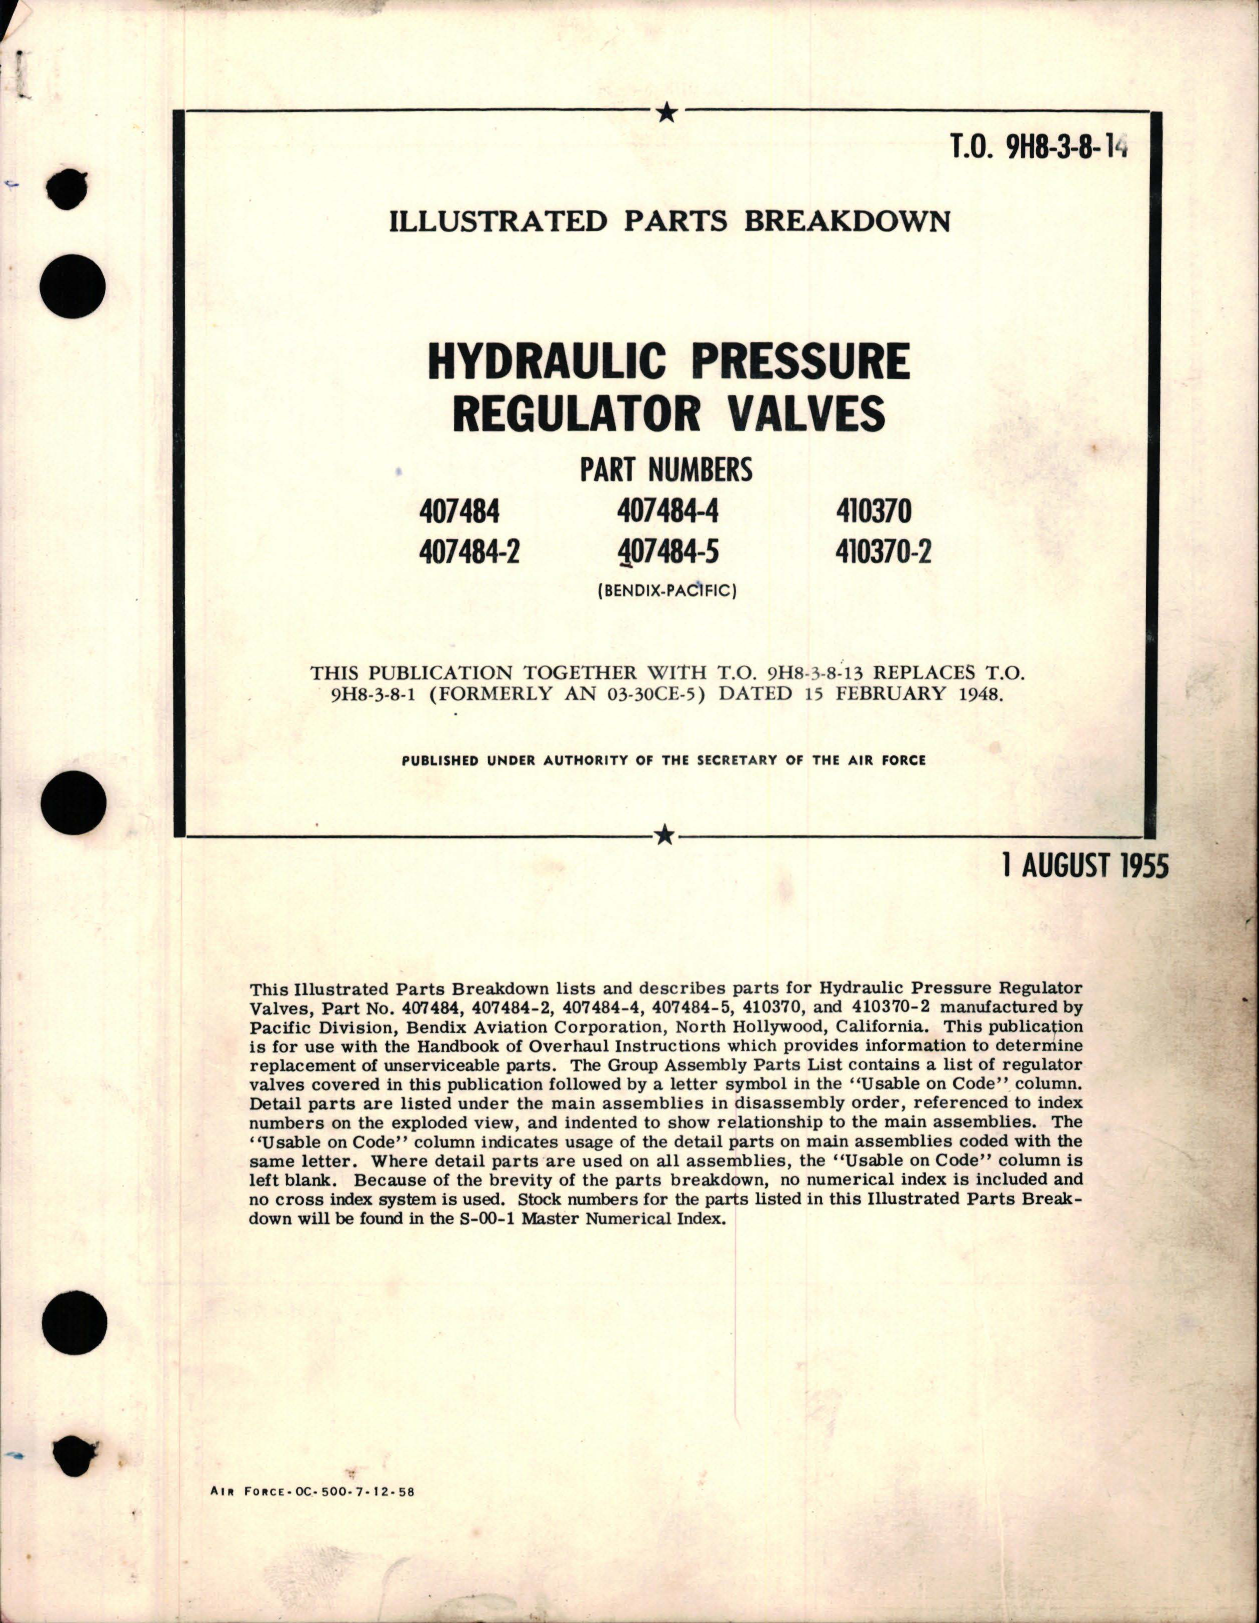 T.O. 9H8-3-8-14
ILLUSTRATED PARTS BREAKDOWN
HYDRAULIC PRESSURE
REGULATOR VALVES
PART NUMBERS
407484 407484-4 410370
407484-2 407484-5 410370-2
(BENDIX-PACIFIC)
THIS PUBLICATION TOGETHER WITH T.O. 9H8-3-8-13 REPLACES T.O.
9H8-3-8-1 (FORMERLY AN 03-30CE-5) DATED 15 FEBRUARY 1948.
PUBLISHED UNDER AUTHORITY OF THE SECRETARY OF THE AIR FORCE
1 AUGUST 1955
This Illustrated Parts Breakdown lists and describes parts for Hydraulic Pressure Regulator
Valves, Part No. 407484, 407484-2, 407484-4, 407484-5, 410370, and 410370-2 manufactured by
Pacific Division, Bendix Aviation Corporation, North Hollywood, California. This publication
is for use with the Handbook of Overhaul Instructions which provides information to determine
replacement of unserviceable parts. The Group Assembly Parts List contains a list of regulator
valves covered in this publication followed by a letter symbol in the ‘‘Usable on Code’’ column.
Detail parts are listed under the main assemblies in disassembly order, referenced to index
numbers on the exploded view, and indented to show relationship to the main assemblies. The
‘‘Usable on Code’’ column indicates usage of the detail parts on main assemblies coded with the
same letter. Where detail parts are used on all assemblies, the ‘‘Usable on Code’’ column is
left blank. Because of the brevity of the parts breakdown, no numerical index is included and
no cross index system is used. Stock numbers for the parts listed in this Illustrated Parts Break-
down will be found in the S-00-1 Master Numerical Index.
AIR FORCE-OC-500-7-12-58